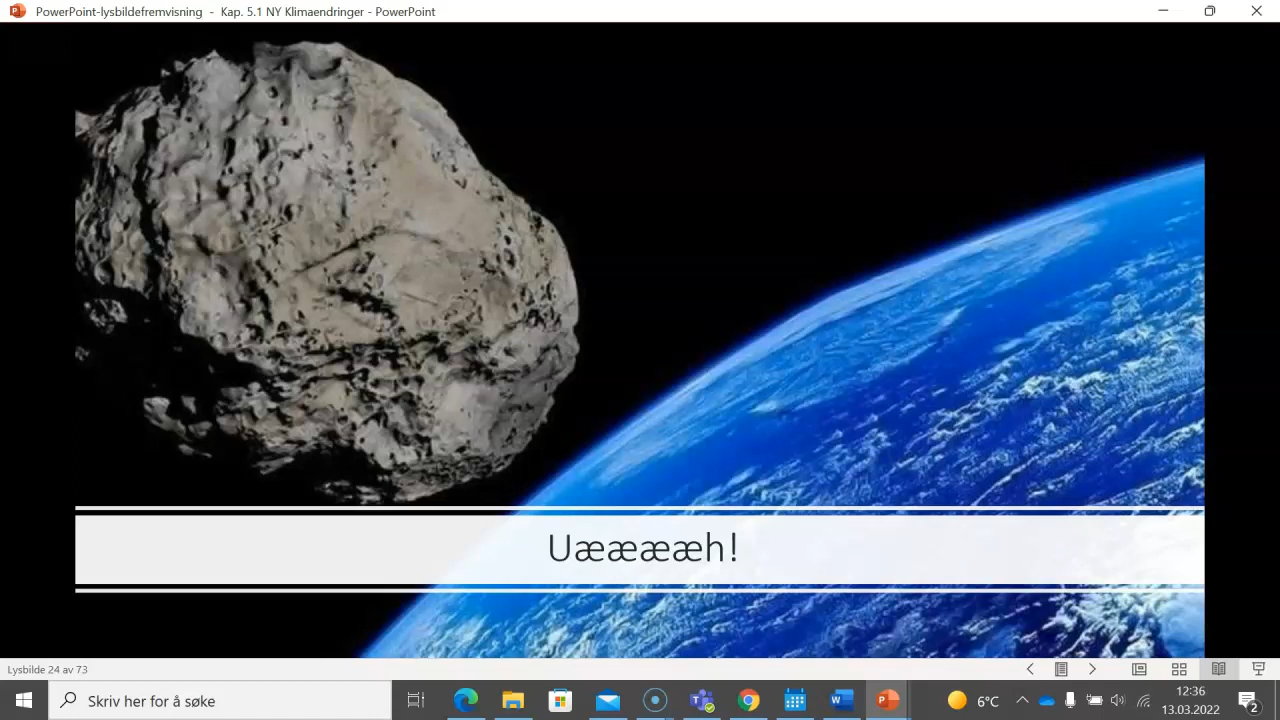 PowerPoint-lysbildefremvisning - Kap. 5.1 NY Klimaendringer - PowerPoint
Uææææh!
Lysbilde 24 av 73
Skriv her for å søke
6°C
12:36
13.03.2022
2